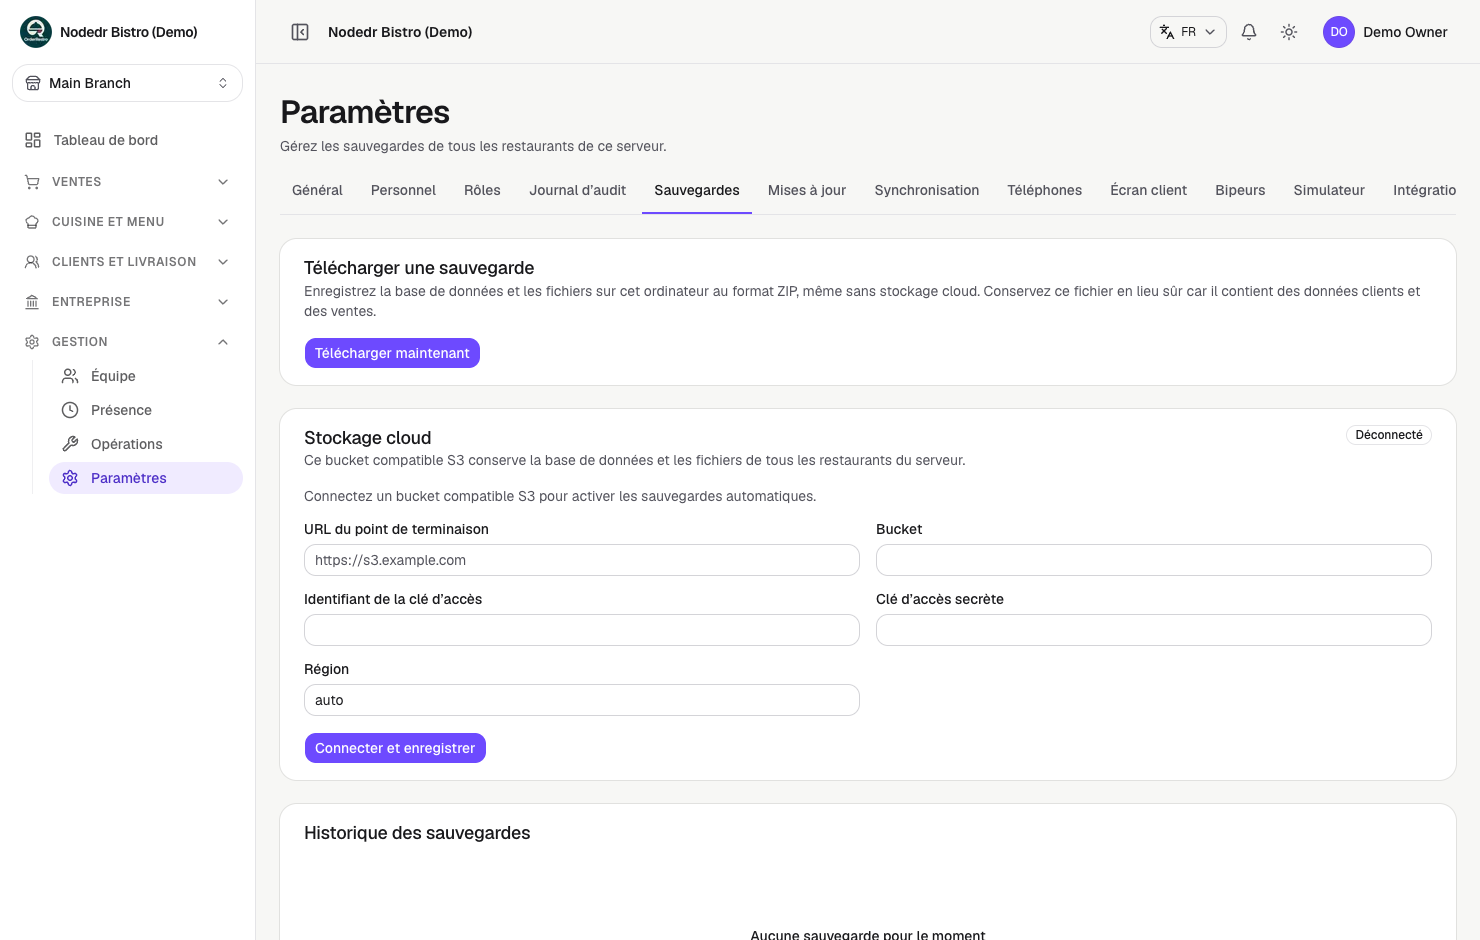 Nodedr Bistro (Demo)
Main Branch
Tableau de bord
VENTES
CUISINE ET MENU
CLIENTS ET LIVRAISON
ENTREPRISE
GESTION
Équipe
Présence
Opérations
Paramètres
Nodedr Bistro (Demo)
FR
DO
Demo Owner
Paramètres
Gérez les sauvegardes de tous les restaurants de ce serveur.
Général
Personnel
Rôles
Journal d’audit
Sauvegardes
Mises à jour
Synchronisation
Téléphones
Écran client
Bipeurs
Simulateur
Intégratio
Télécharger une sauvegarde
Enregistrez la base de données et les fichiers sur cet ordinateur au format ZIP, même sans stockage cloud. Conservez ce fichier en lieu sûr car il contient des données clients et
des ventes.
Télécharger maintenant
Stockage cloud
Déconnecté
Ce bucket compatible S3 conserve la base de données et les fichiers de tous les restaurants du serveur.
Connectez un bucket compatible S3 pour activer les sauvegardes automatiques.
URL du point de terminaison
Bucket
https://s3.example.com
Identifiant de la clé d’accès
Clé d’accès secrète
Région
auto
Connecter et enregistrer
Historique des sauvegardes
Aucune sauvegarde pour le moment